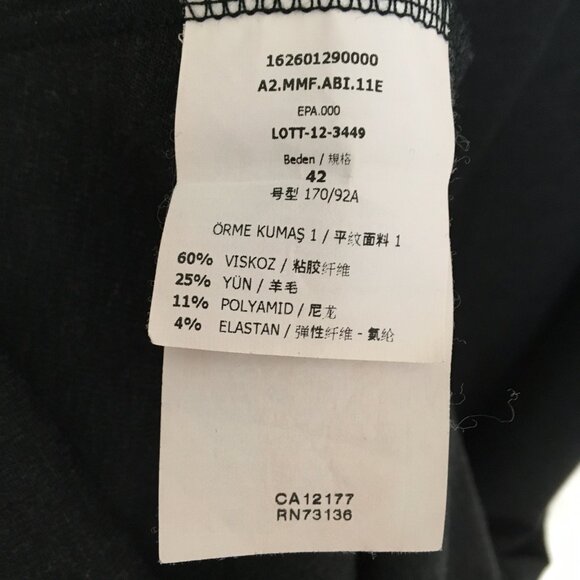 162601290000
A2.MMF.ABI.11E
EPA.000
LOTT-12-3449
Beden / 規格
42
号型 170/92A
ÖRME KUMAŞ 1 / 平纹面料 1
60% VISKOZ / 粘胶纤维
25% YÜN / 羊毛
11% POLYAMID / 尼龙
4% ELASTAN / 弹性纤维 - 氨纶
CA12177
RN73136